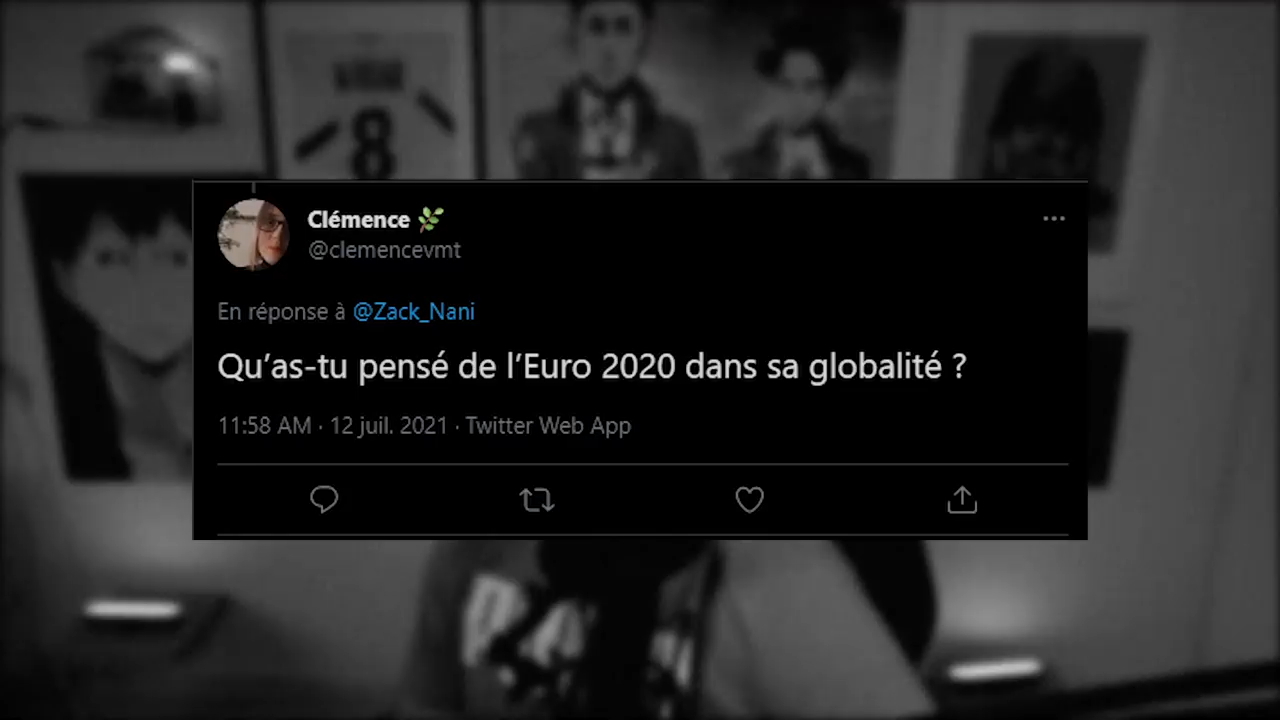 8
Clémence 🌿
@clemencevmt
En réponse à @Zack_Nani
Qu’as-tu pensé de l’Euro 2020 dans sa globalité ?
11:58 AM · 12 juil. 2021 · Twitter Web App